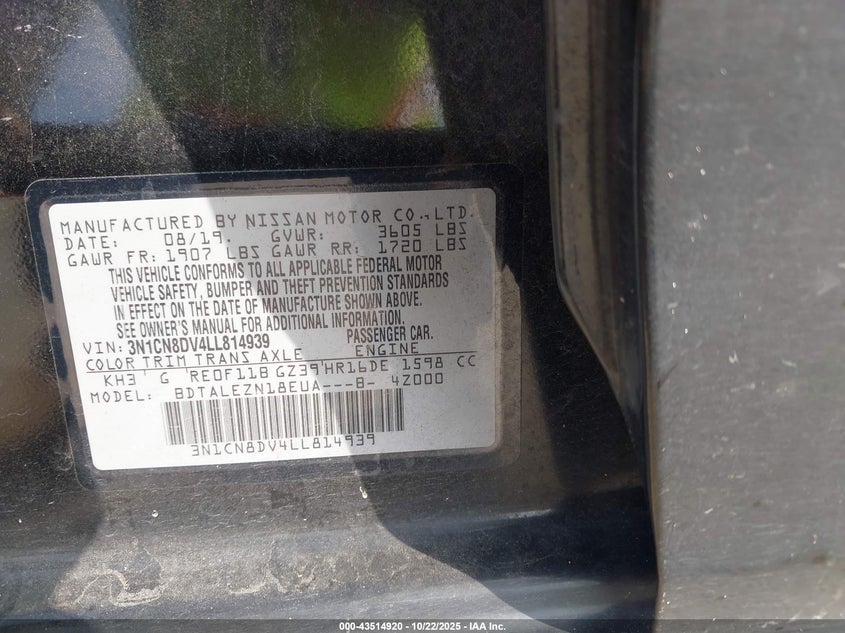 MANUFACTURED BY NISSAN MOTOR CO.,LTD.
DATE: 08/19. GVWR: 3605 LBS
GAWR FR: 1907 LBS GAWR RR: 1720 LBS
THIS VEHICLE CONFORMS TO ALL APPLICABLE FEDERAL MOTOR
VEHICLE SAFETY, BUMPER AND THEFT PREVENTION STANDARDS
IN EFFECT ON THE DATE OF MANUFACTURE SHOWN ABOVE.
SEE OWNER'S MANUAL FOR ADDITIONAL INFORMATION.
VIN: 3N1CN8DV4LL814939 PASSENGER CAR.
COLOR TRIM TRANS AXLE ENGINE
KH3 G RE0F11B GZ39 HR16DE 1598 CC
MODEL: BDTALEZN18EUA---B- 4Z000
3N1CN8DV4LL814939
000-43514920 - 10/22/2025 - IAA Inc.